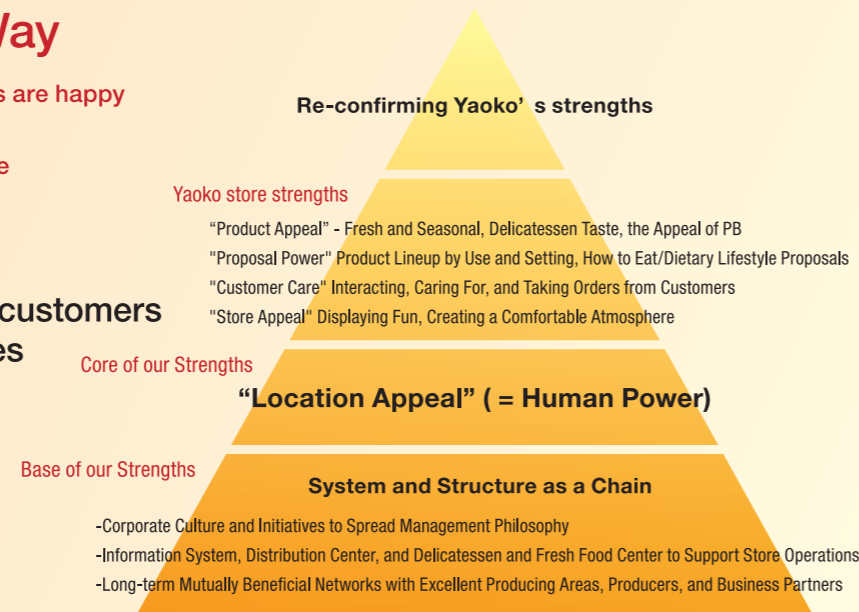 Way
s are happy
e
customers
es
Re-confirming Yaoko’ s strengths
Yaoko store strengths
“Product Appeal” - Fresh and Seasonal, Delicatessen Taste, the Appeal of PB
"Proposal Power" Product Lineup by Use and Setting, How to Eat/Dietary Lifestyle Proposals
"Customer Care" Interacting, Caring For, and Taking Orders from Customers
"Store Appeal" Displaying Fun, Creating a Comfortable Atmosphere
Core of our Strengths
“Location Appeal” ( = Human Power)
Base of our Strengths
System and Structure as a Chain
-Corporate Culture and Initiatives to Spread Management Philosophy
-Information System, Distribution Center, and Delicatessen and Fresh Food Center to Support Store Operations
-Long-term Mutually Beneficial Networks with Excellent Producing Areas, Producers, and Business Partners